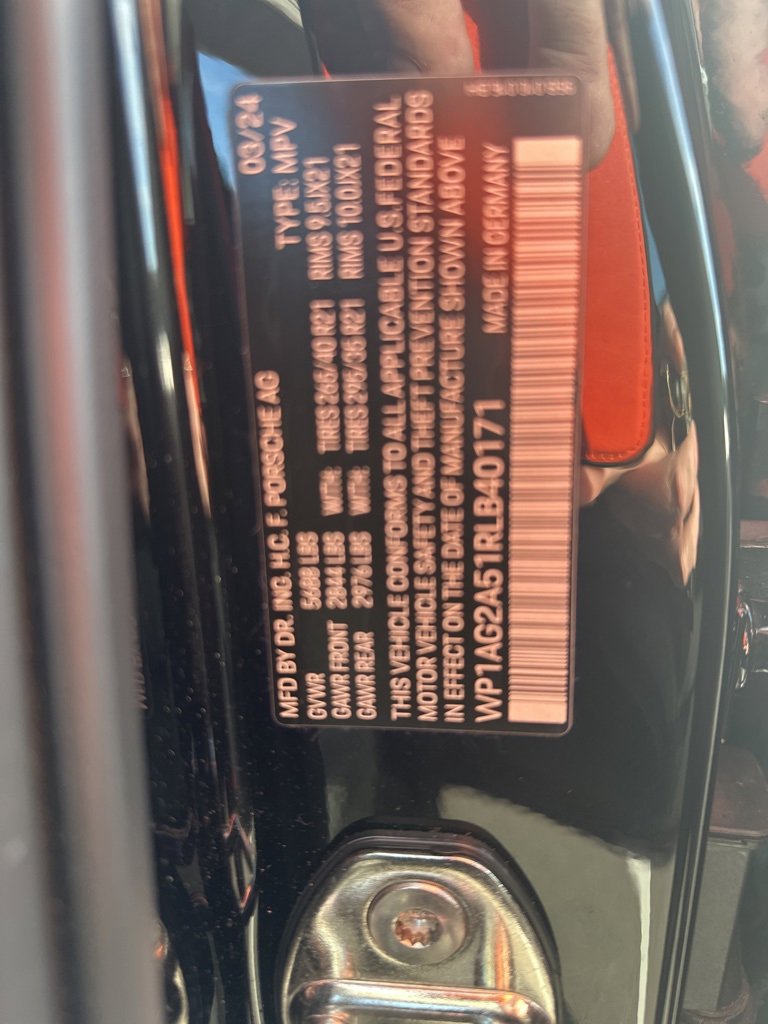 MFD BY DR. ING. H.C. F. PORSCHE AG 03/24
GVWR 5688 LBS TYPE: MPV
GAWR FRONT 2844 LBS WITH TIRES 265/40 R21 RIMS 9.5JX21
GAWR REAR 2976 LBS WITH TIRES 295/35 R21 RIMS 10.0JX21
THIS VEHICLE CONFORMS TO ALL APPLICABLE U.S. FEDERAL
MOTOR VEHICLE SAFETY AND THEFT PREVENTION STANDARDS
IN EFFECT ON THE DATE OF MANUFACTURE SHOWN ABOVE
WP1AG2A51RLB40171 MADE IN GERMANY